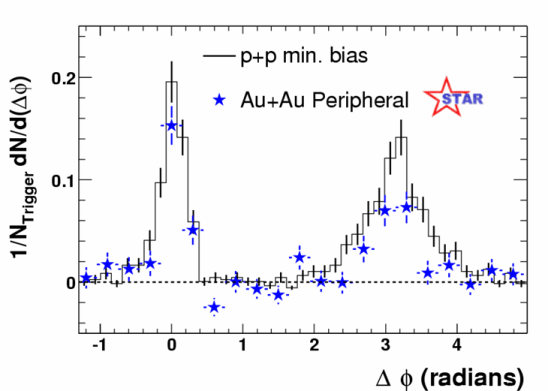 p+p min. bias
Au+Au Peripheral
STAR
1/N_Trigger dN/d(Δϕ)
0.2
0.1
0
-1 0 1 2 3 4
Δ ϕ (radians)